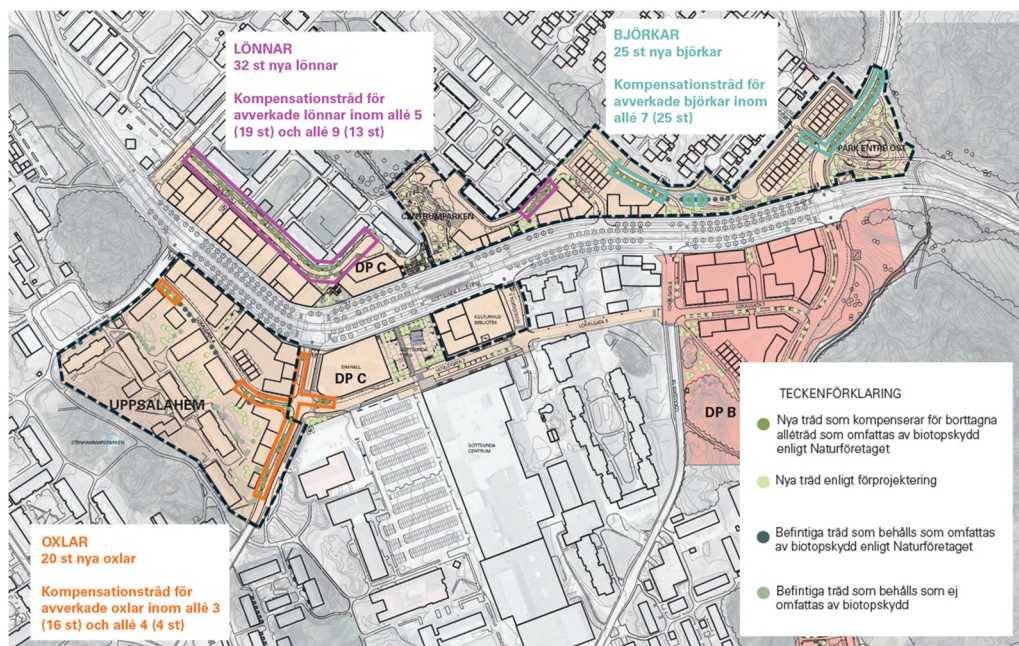 LÖNNAR
32 st nya lönnar
Kompensationsträd för
avverkade lönnar inom allé 5
(19 st) och allé 9 (13 st)
BJÖRKAR
25 st nya björkar
Kompensationsträd för
avverkade björkar inom
allé 7 (25 st)
PARK ENTRE ÖST
CENTRUMPARKEN
DP C
KULTURHUS
BIBLIOTEK
LOKALGATA
SIMHALL
DP C
UPPSALAHEM
STENHAMMARSPARKEN
GOTTSUNDA
CENTRUM
DP B
OXLAR
20 st nya oxlar
Kompensationsträd för
avverkade oxlar inom allé 3
(16 st) och allé 4 (4 st)
TECKENFÖRKLARING
Nya träd som kompenserar för borttagna
alléträd som omfattas av biotopskydd
enligt Naturföretaget
Nya träd enligt förprojektering
Befintiga träd som behålls som omfattas
av biotopskydd enligt Naturföretaget
Befintiga träd som behålls som ej
omfattas av biotopskydd